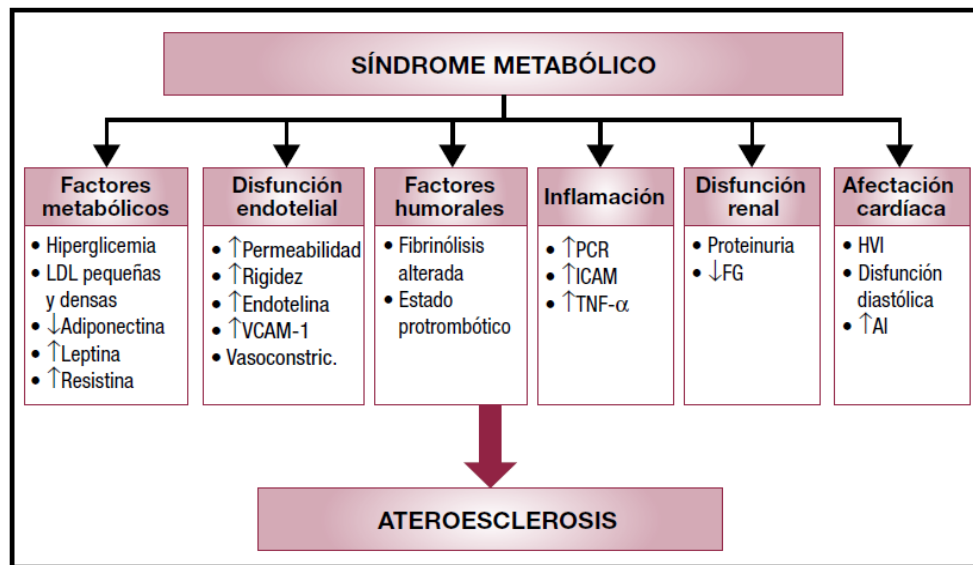 SÍNDROME METABÓLICO
Factores
metabólicos
• Hiperglicemia
• LDL pequeñas
y densas
• ↓Adiponectina
• ↑Leptina
• ↑Resistina
Disfunción
endotelial
• ↑Permeabilidad
• ↑Rigidez
• ↑Endotelina
• ↑VCAM-1
• Vasoconstric.
Factores
humorales
• Fibrinólisis
alterada
• Estado
protrombótico
Inflamación
• ↑PCR
• ↑ICAM
• ↑TNF-α
Disfunción
renal
• Proteinuria
• ↓FG
Afectación
cardíaca
• HVI
• Disfunción
diastólica
• ↑AI
ATEROESCLEROSIS